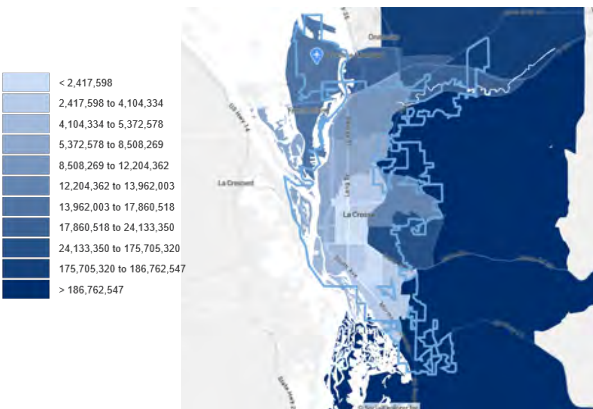 < 2,417,598
2,417,598 to 4,104,334
4,104,334 to 5,372,578
5,372,578 to 8,508,269
8,508,269 to 12,204,362
12,204,362 to 13,962,003
13,962,003 to 17,860,518
17,860,518 to 24,133,350
24,133,350 to 175,705,320
175,705,320 to 186,762,547
> 186,762,547
Onalaska
La Crescent
La Crosse